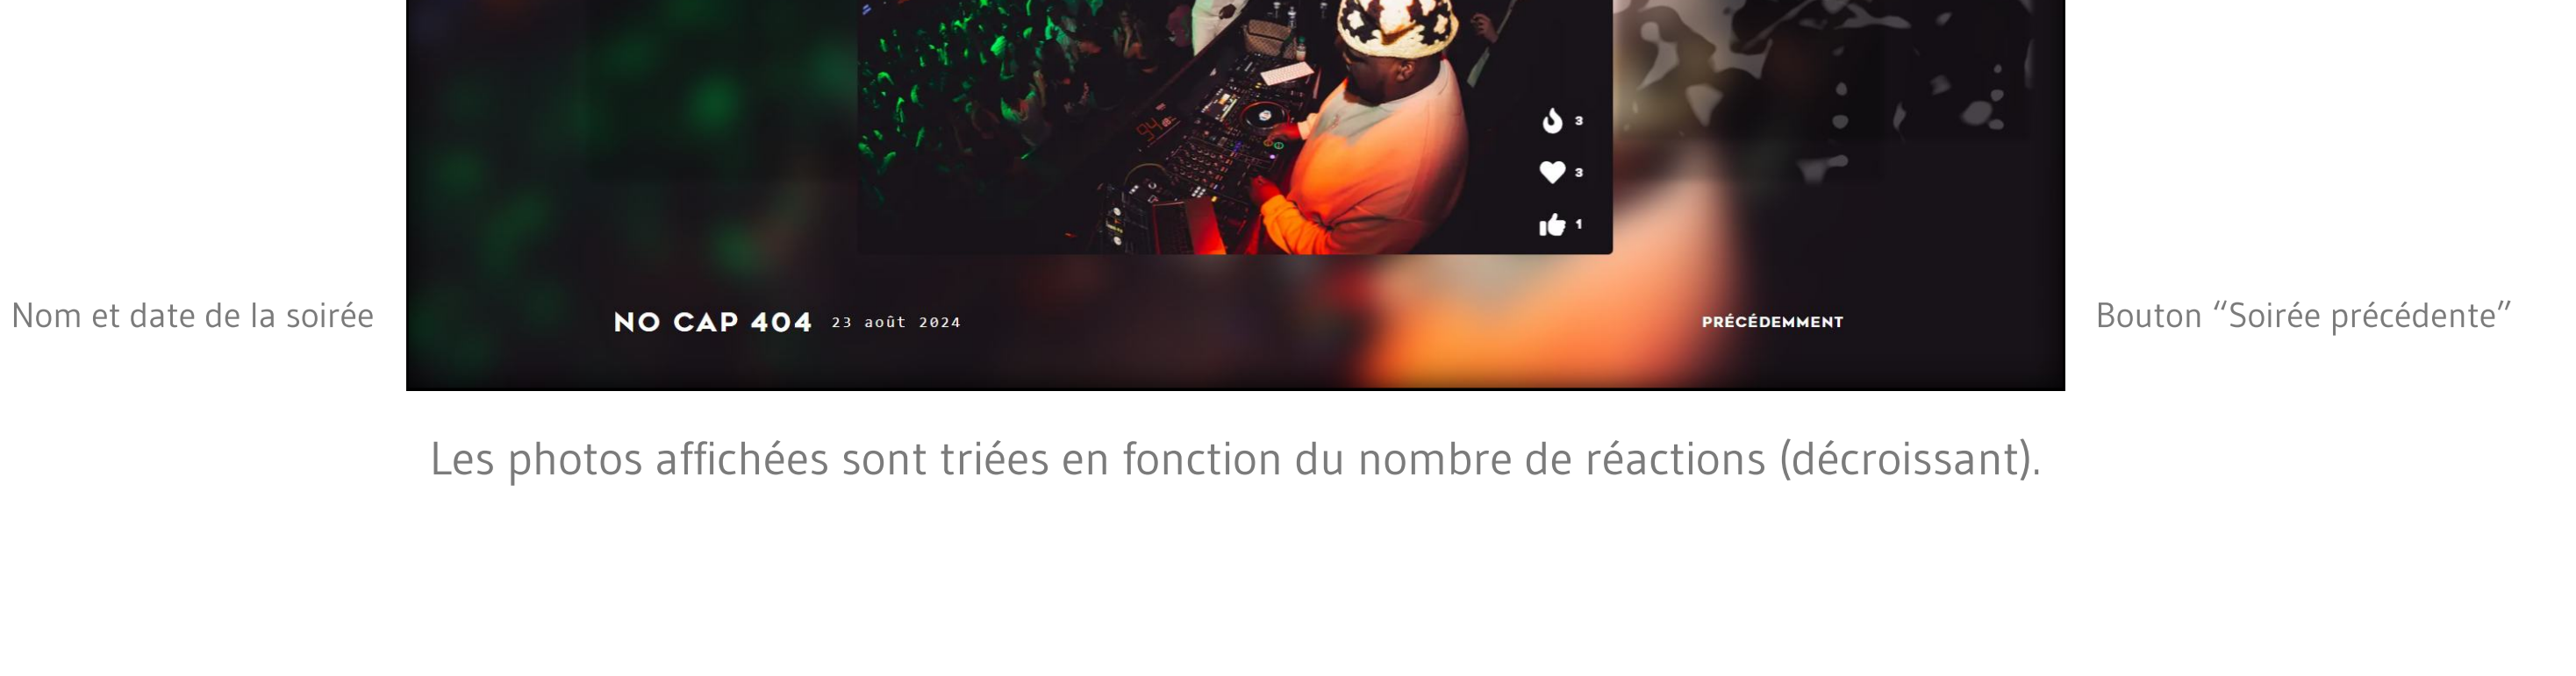 3
3
1
Nom et date de la soirée
NO CAP 404 23 août 2024
PRÉCÉDEMMENT
Bouton “Soirée précédente”
Les photos affichées sont triées en fonction du nombre de réactions (décroissant).